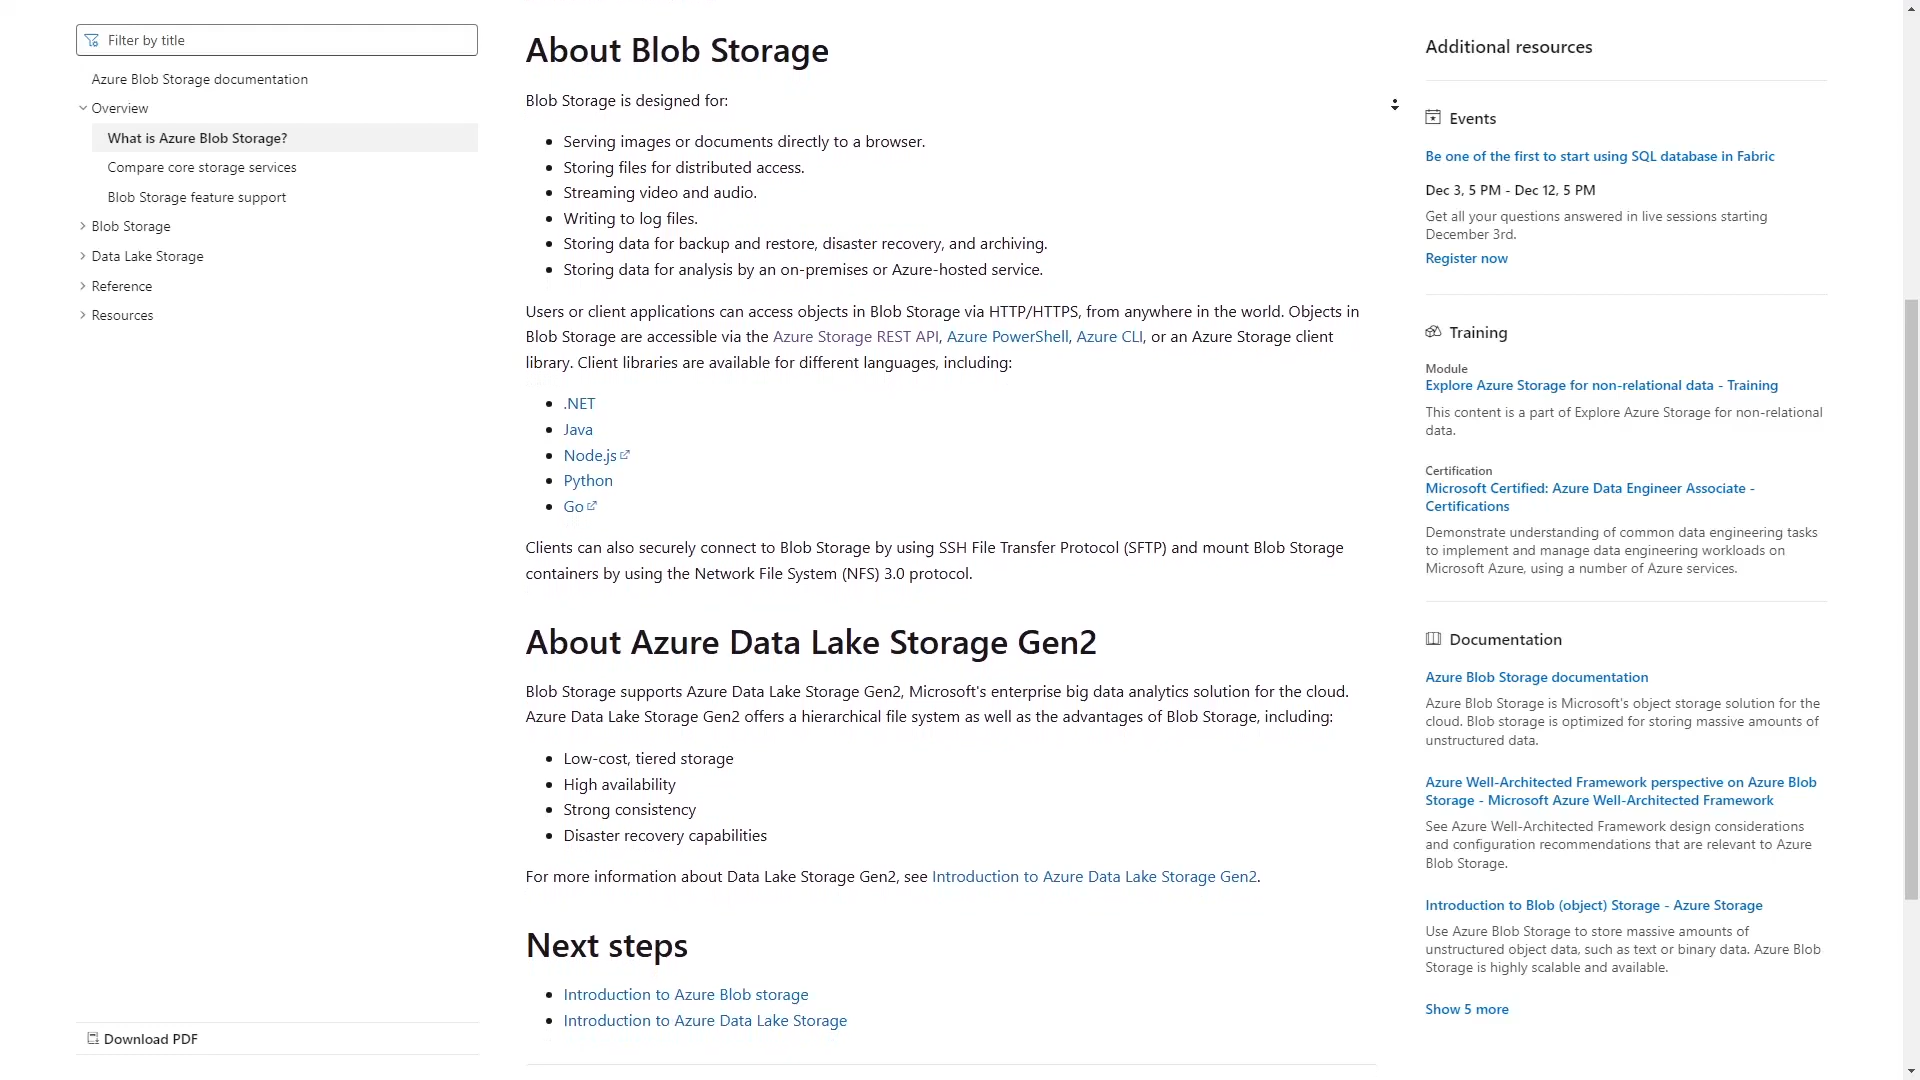 Filter by title
Azure Blob Storage documentation
Overview
What is Azure Blob Storage?
Compare core storage services
Blob Storage feature support
Blob Storage
Data Lake Storage
Reference
Resources
Download PDF
About Blob Storage
Blob Storage is designed for:
Serving images or documents directly to a browser.
Storing files for distributed access.
Streaming video and audio.
Writing to log files.
Storing data for backup and restore, disaster recovery, and archiving.
Storing data for analysis by an on-premises or Azure-hosted service.
Users or client applications can access objects in Blob Storage via HTTP/HTTPS, from anywhere in the world. Objects in
Blob Storage are accessible via the Azure Storage REST API, Azure PowerShell, Azure CLI, or an Azure Storage client
library. Client libraries are available for different languages, including:
.NET
Java
Node.js
Python
Go
Clients can also securely connect to Blob Storage by using SSH File Transfer Protocol (SFTP) and mount Blob Storage
containers by using the Network File System (NFS) 3.0 protocol.
About Azure Data Lake Storage Gen2
Blob Storage supports Azure Data Lake Storage Gen2, Microsoft's enterprise big data analytics solution for the cloud.
Azure Data Lake Storage Gen2 offers a hierarchical file system as well as the advantages of Blob Storage, including:
Low-cost, tiered storage
High availability
Strong consistency
Disaster recovery capabilities
For more information about Data Lake Storage Gen2, see Introduction to Azure Data Lake Storage Gen2.
Next steps
Introduction to Azure Blob storage
Introduction to Azure Data Lake Storage
Additional resources
Events
Be one of the first to start using SQL database in Fabric
Dec 3, 5 PM - Dec 12, 5 PM
Get all your questions answered in live sessions starting
December 3rd.
Register now
Training
Module
Explore Azure Storage for non-relational data - Training
This content is a part of Explore Azure Storage for non-relational
data.
Certification
Microsoft Certified: Azure Data Engineer Associate -
Certifications
Demonstrate understanding of common data engineering tasks
to implement and manage data engineering workloads on
Microsoft Azure, using a number of Azure services.
Documentation
Azure Blob Storage documentation
Azure Blob Storage is Microsoft's object storage solution for the
cloud. Blob storage is optimized for storing massive amounts of
unstructured data.
Azure Well-Architected Framework perspective on Azure Blob
Storage - Microsoft Azure Well-Architected Framework
See Azure Well-Architected Framework design considerations
and configuration recommendations that are relevant to Azure
Blob Storage.
Introduction to Blob (object) Storage - Azure Storage
Use Azure Blob Storage to store massive amounts of
unstructured object data, such as text or binary data. Azure Blob
Storage is highly scalable and available.
Show 5 more